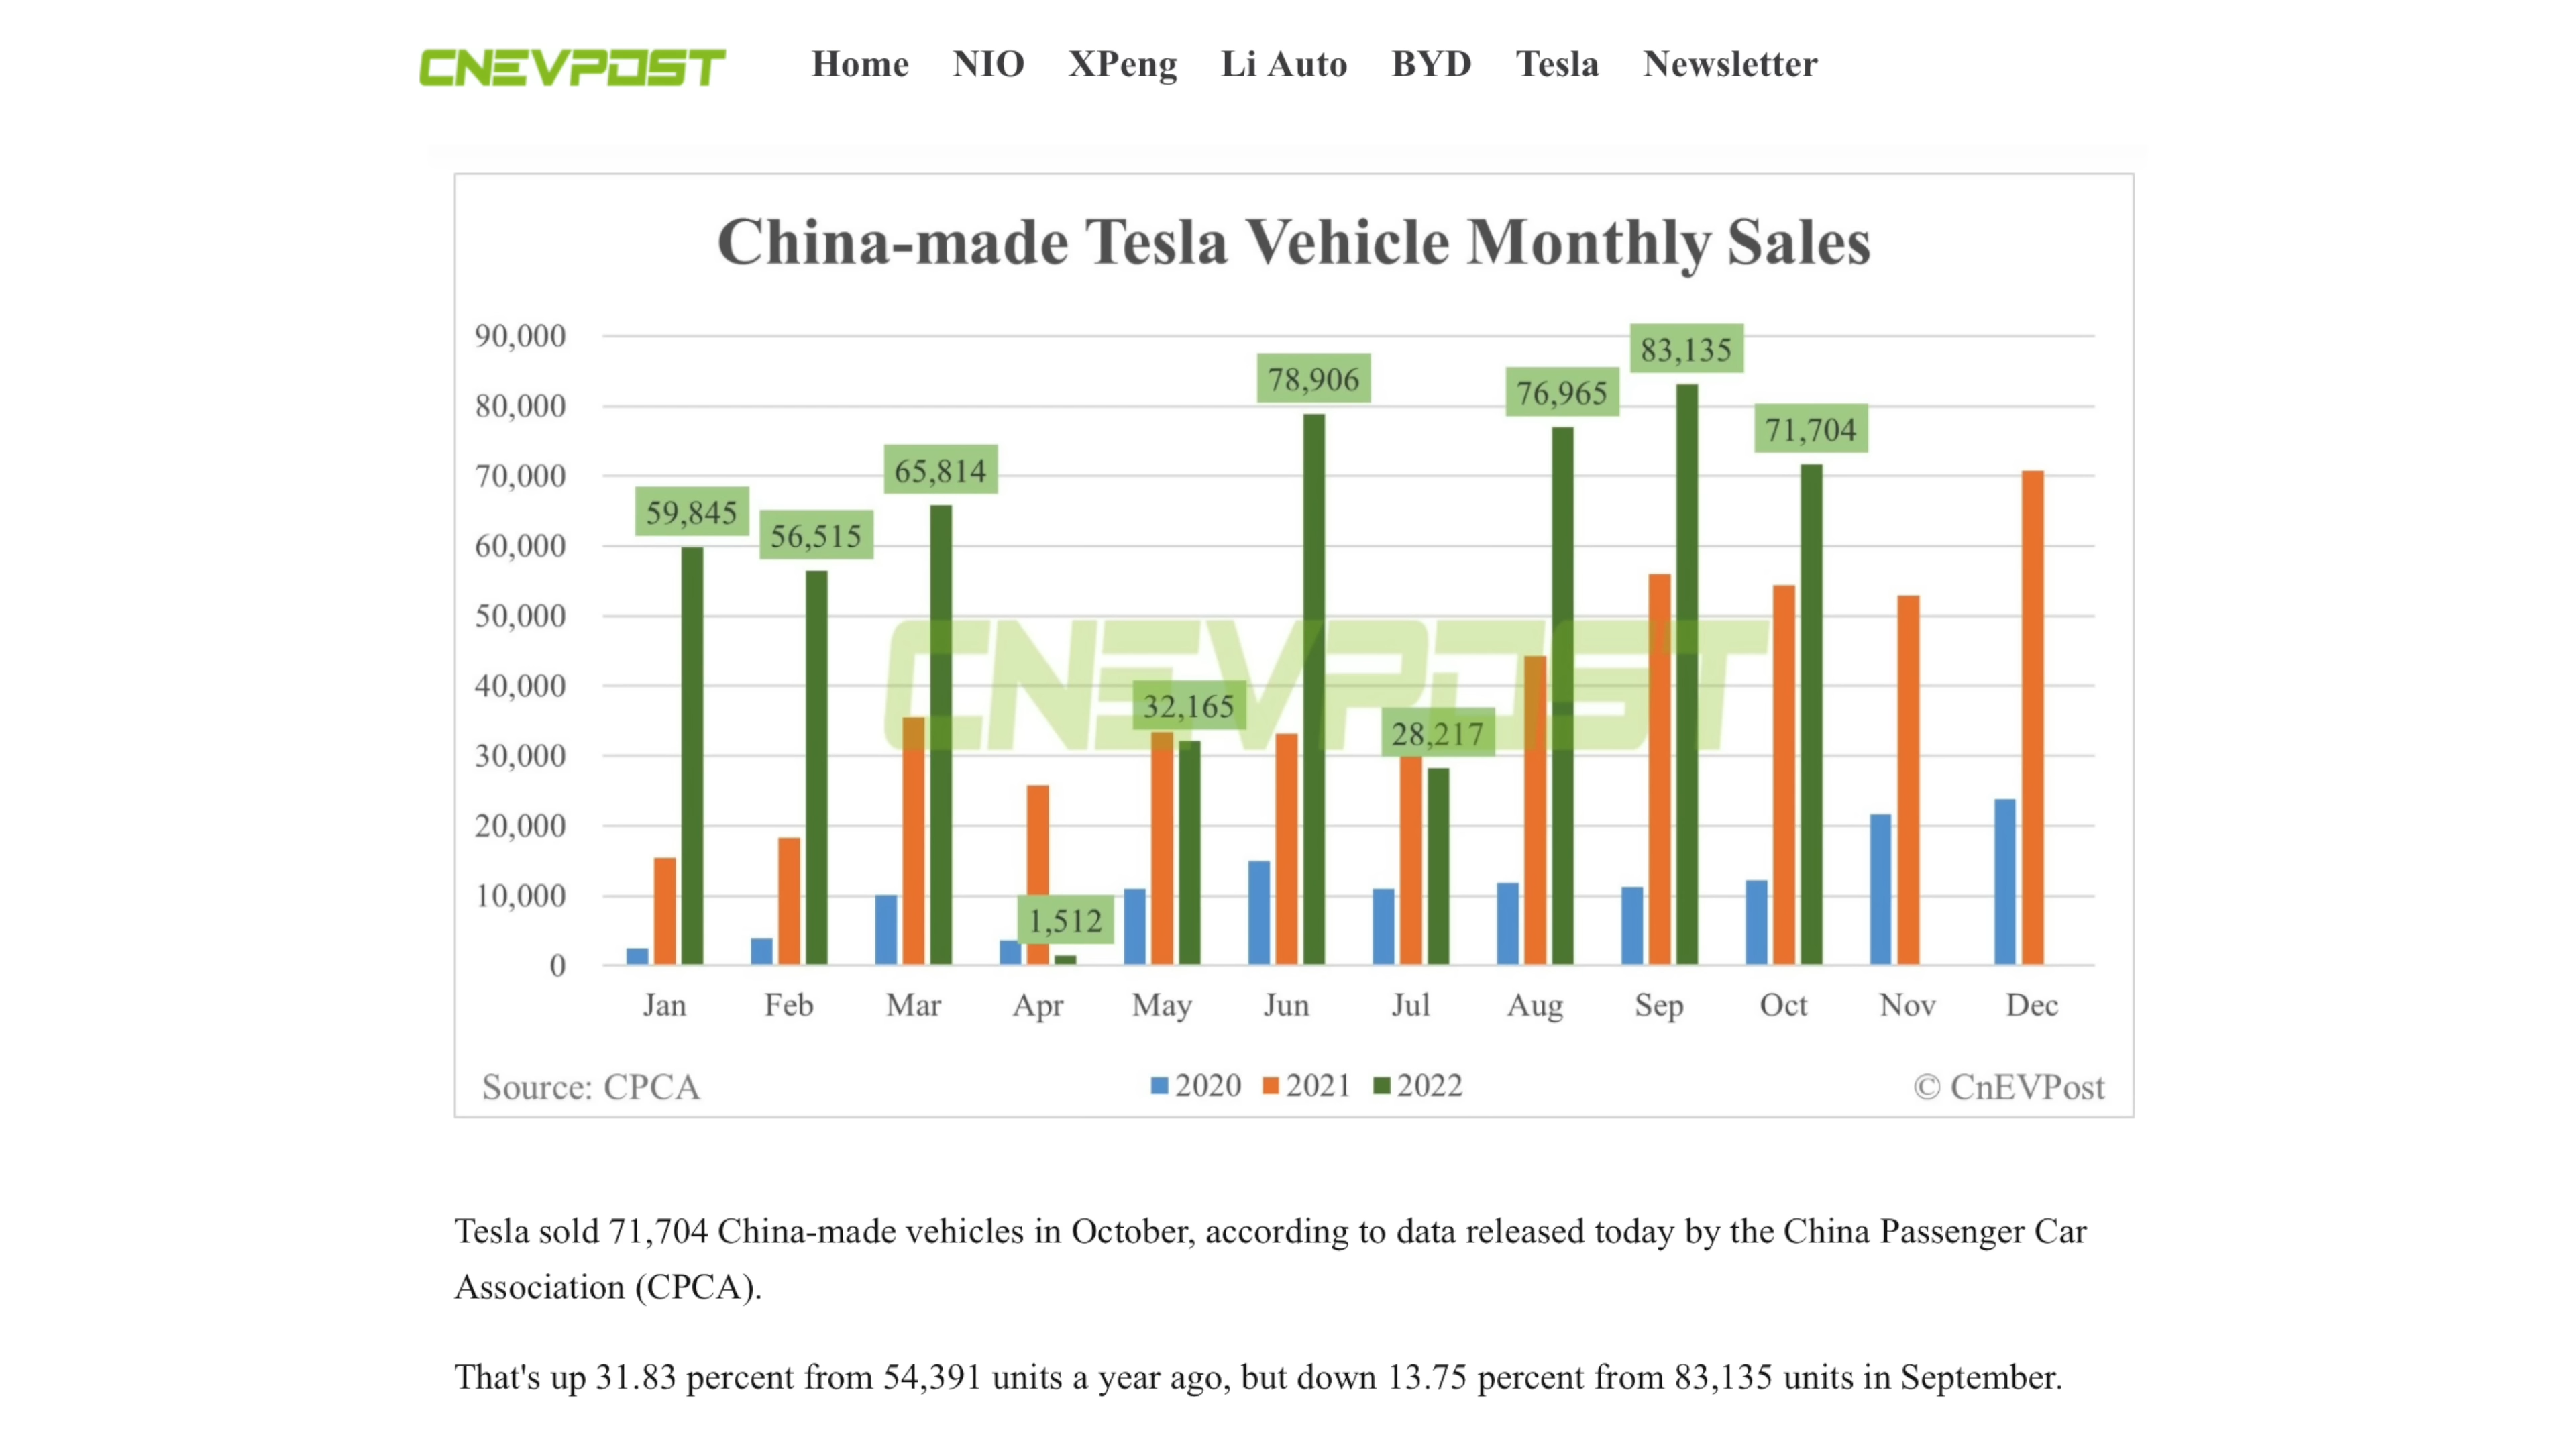 CNEVPOST Home NIO XPeng Li Auto BYD Tesla Newsletter
China-made Tesla Vehicle Monthly Sales
90,000
80,000
70,000
60,000
50,000
40,000
30,000
20,000
10,000
0
59,845
56,515
65,814
1,512
32,165
78,906
28,217
76,965
83,135
71,704
CNEVPOST
Jan Feb Mar Apr May Jun Jul Aug Sep Oct Nov Dec
Source: CPCA 2020 2021 2022 © CnEVPost
Tesla sold 71,704 China-made vehicles in October, according to data released today by the China Passenger Car
Association (CPCA).
That's up 31.83 percent from 54,391 units a year ago, but down 13.75 percent from 83,135 units in September.